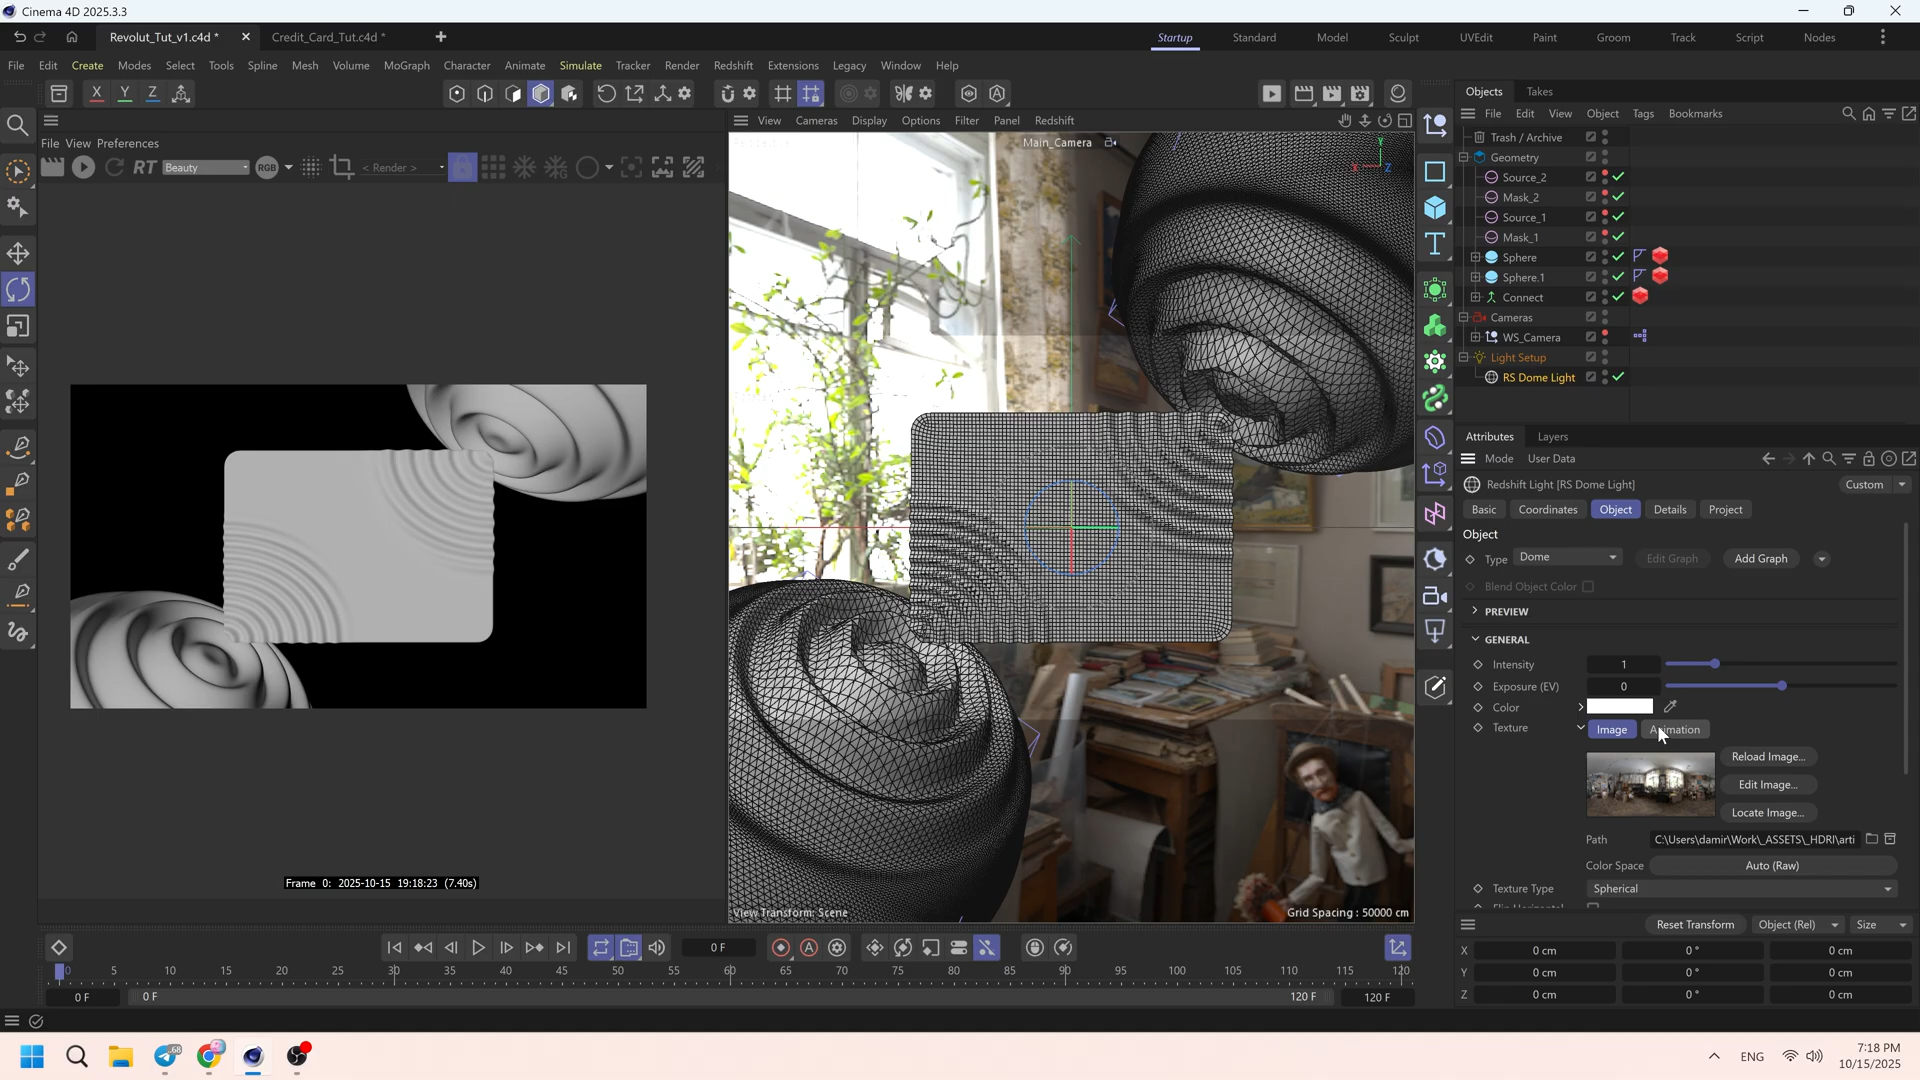 Cinema 4D 2025.3.3
Revolut_Tut_v1.c4d *
Credit_Card_Tut.c4d *
Startup Standard Model Sculpt UVEdit Paint Groom Track Script Nodes
File Edit Create Modes Select Tools Spline Mesh Volume MoGraph Character Animate Simulate Tracker Render Redshift Extensions Legacy Window Help
X Y Z
File View Preferences
RT Beauty RGB < Render >
View Cameras Display Options Filter Panel Redshift
Main_Camera
Y
X Z
View Transform: Scene
Grid Spacing : 50000 cm
Frame 0: 2025-10-15 19:18:23 (7.40s)
Objects Takes
File Edit View Object Tags Bookmarks
Trash / Archive
Geometry
Source_2
Mask_2
Source_1
Mask_1
Sphere
Sphere.1
Connect
Cameras
WS_Camera
Light Setup
RS Dome Light
Attributes Layers
Mode User Data
Redshift Light [RS Dome Light]
Custom
Basic Coordinates Object Details Project
Object
Type Dome Edit Graph Add Graph
Blend Object Color
PREVIEW
GENERAL
Intensity 1
Exposure (EV) 0
Color
Texture Image Animation
Reload Image...
Edit Image...
Locate Image...
Path C:\Users\damir\Work\_ASSETS\_HDRI\arti
Color Space Auto (Raw)
Texture Type Spherical
Flip Horizontal
Reset Transform Object (Rel) Size
X 0 cm 0 ° 0 cm
Y 0 cm 0 ° 0 cm
Z 0 cm 0 ° 0 cm
0 F
0 5 10 15 20 25 30 35 40 45 50 55 60 65 70 75 80 85 90 95 100 105 110 115 120
0 F 0 F 120 F 120 F
68
ENG
7:18 PM
10/15/2025